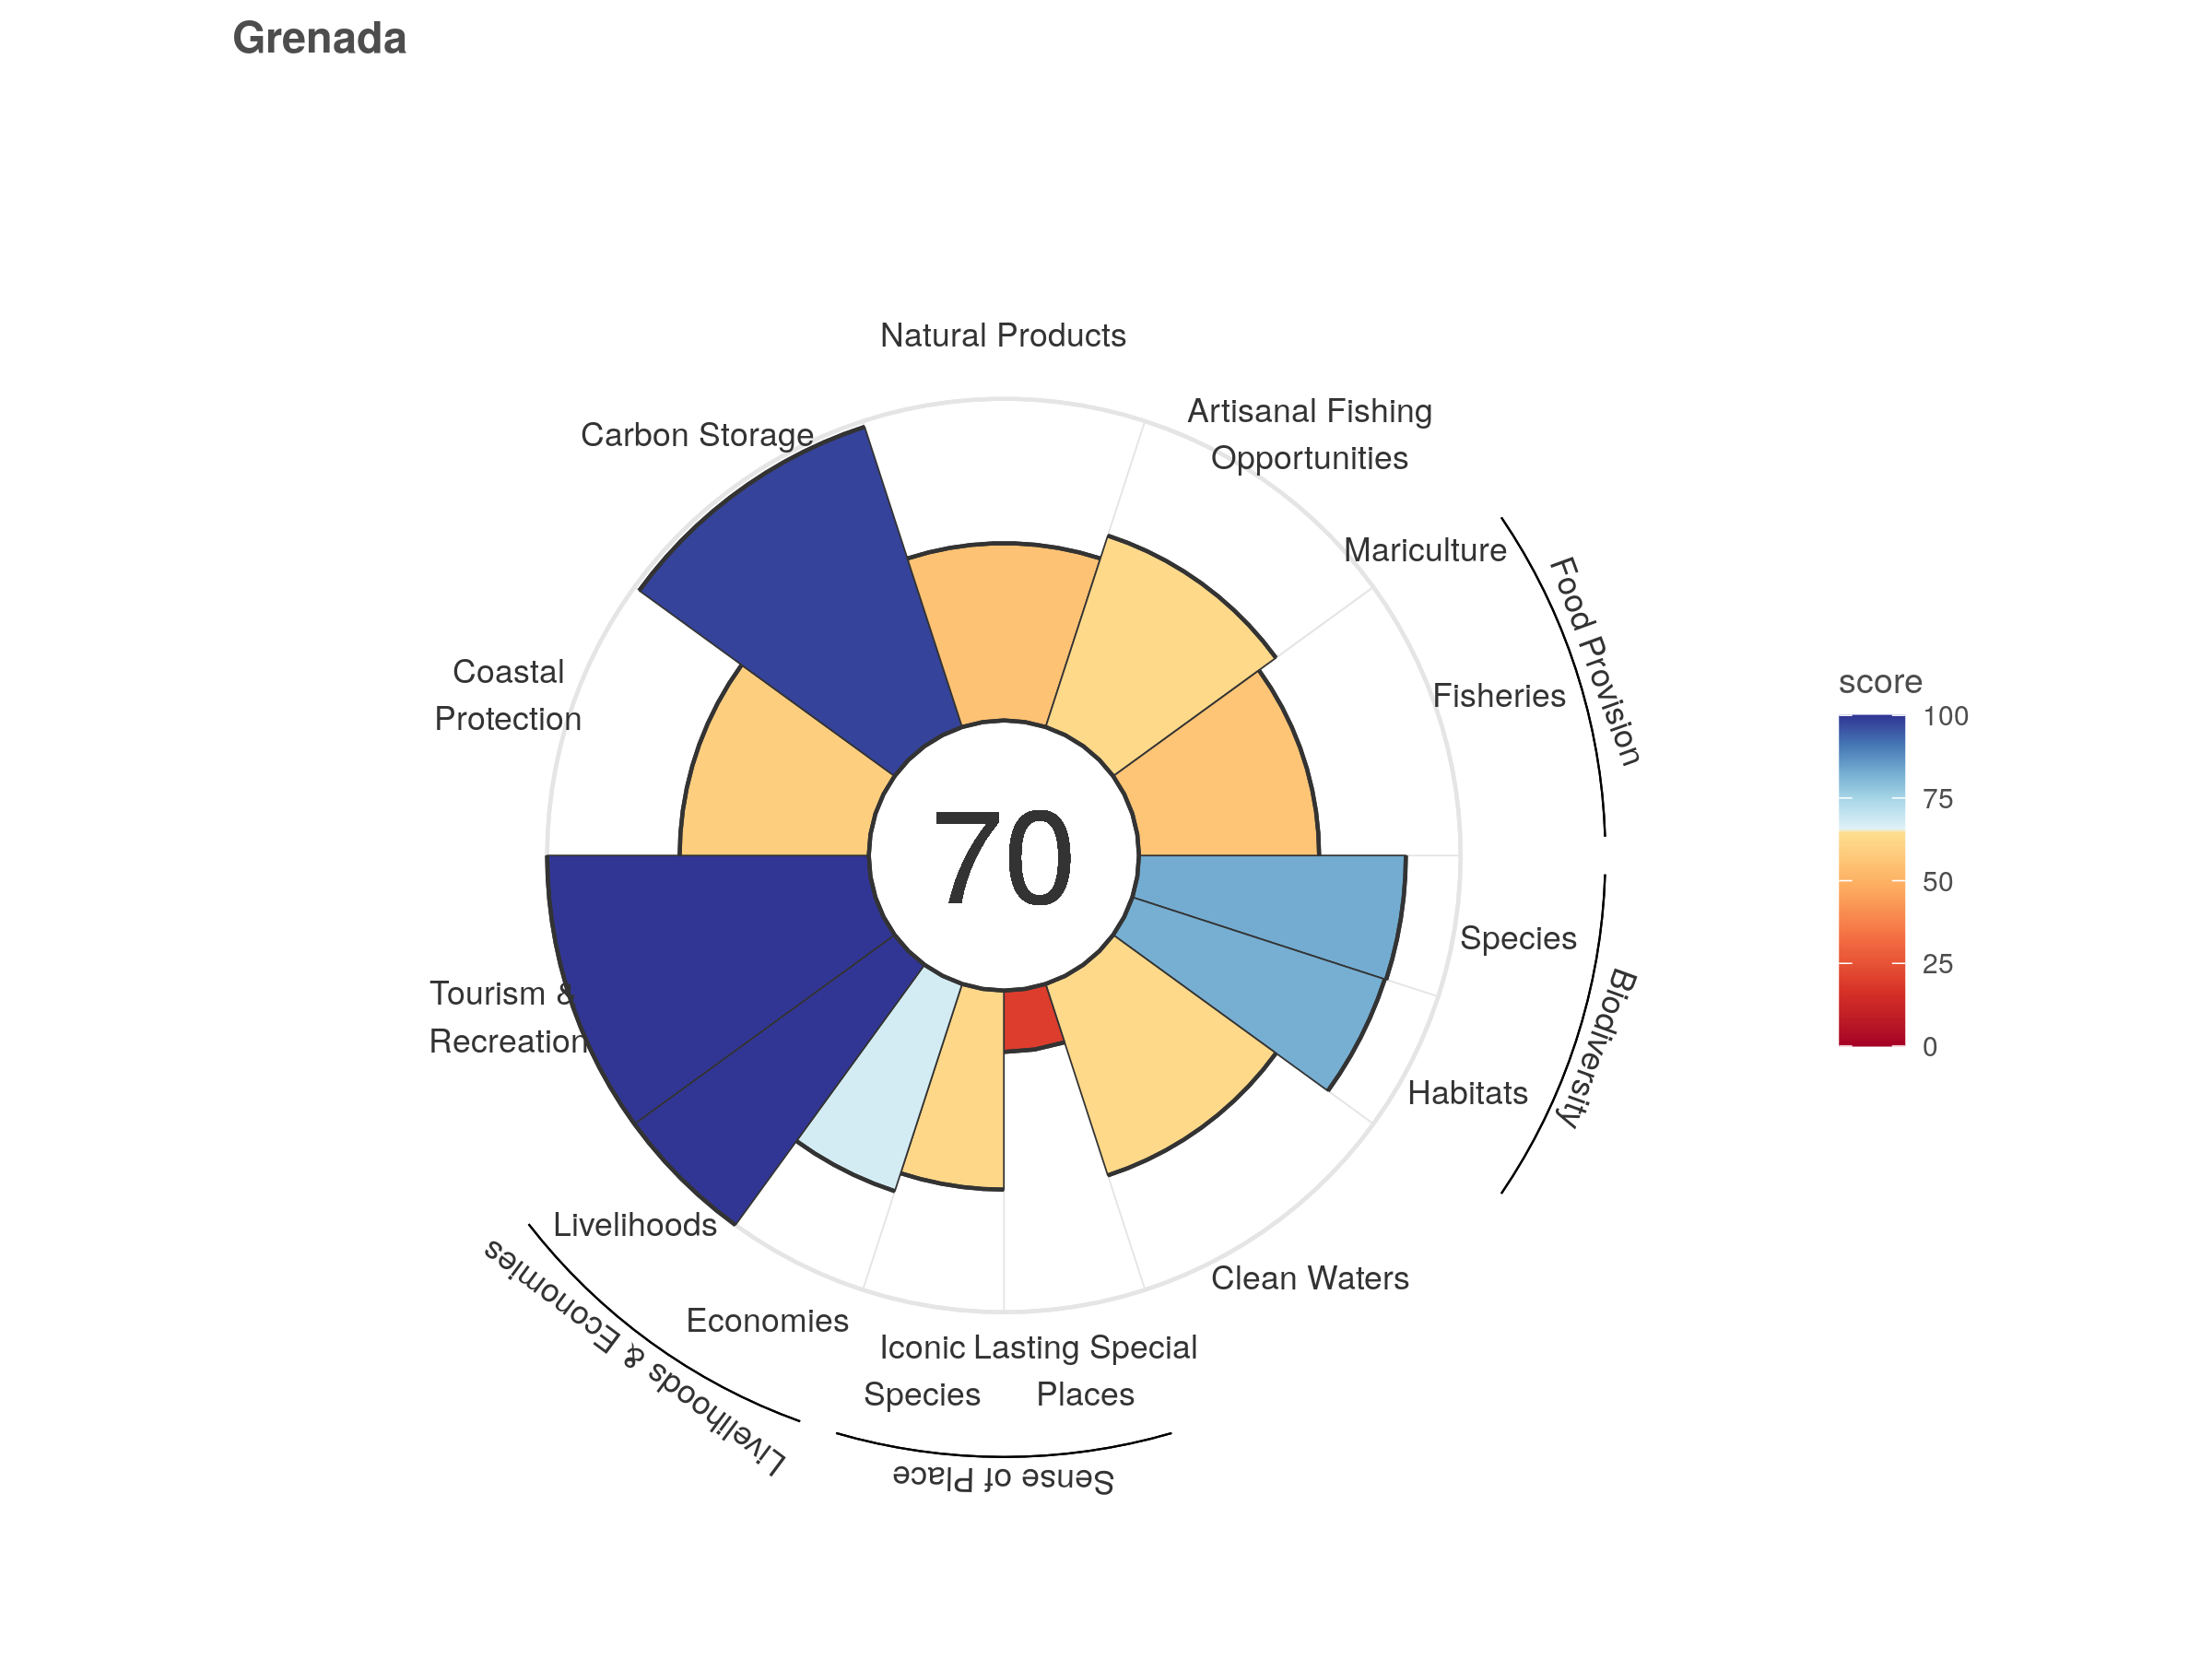 Grenada
Natural Products
Artisanal Fishing
Opportunities
Carbon Storage
Mariculture
Food Provision
Fisheries
Coastal
Protection
score
100
75
50
25
0
70
Species
Biodiversity
Tourism &
Recreation
Habitats
Livelihoods
Clean Waters
Economies
Livelihoods & Economies
Iconic
Species
Lasting Special
Places
Sense of Place